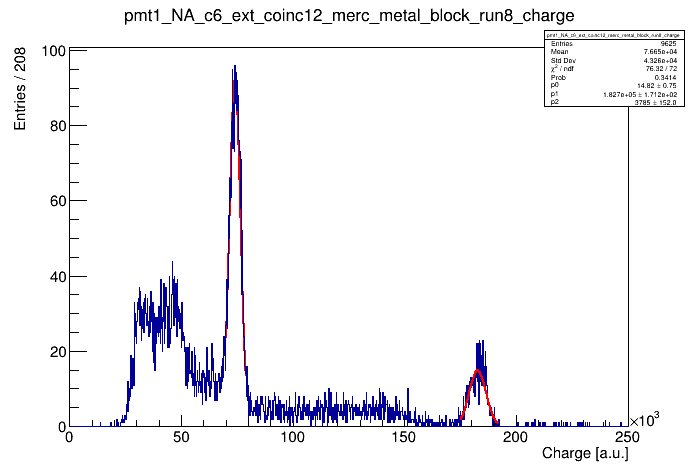 pmt1_NA_c6_ext_coinc12_merc_metal_block_run8_charge
pmt1_NA_c6_ext_coinc12_merc_metal_block_run8_charge
Entries 9625
Mean 7.665e+04
Std Dev 4.326e+04
χ² / ndf 76.32 / 72
Prob 0.3414
p0 14.82 ± 0.75
p1 1.827e+05 ± 1.712e+02
p2 3785 ± 152.0
Entries / 208
100
80
60
40
20
0
0 50 100 150 200 250
×10³
Charge [a.u.]